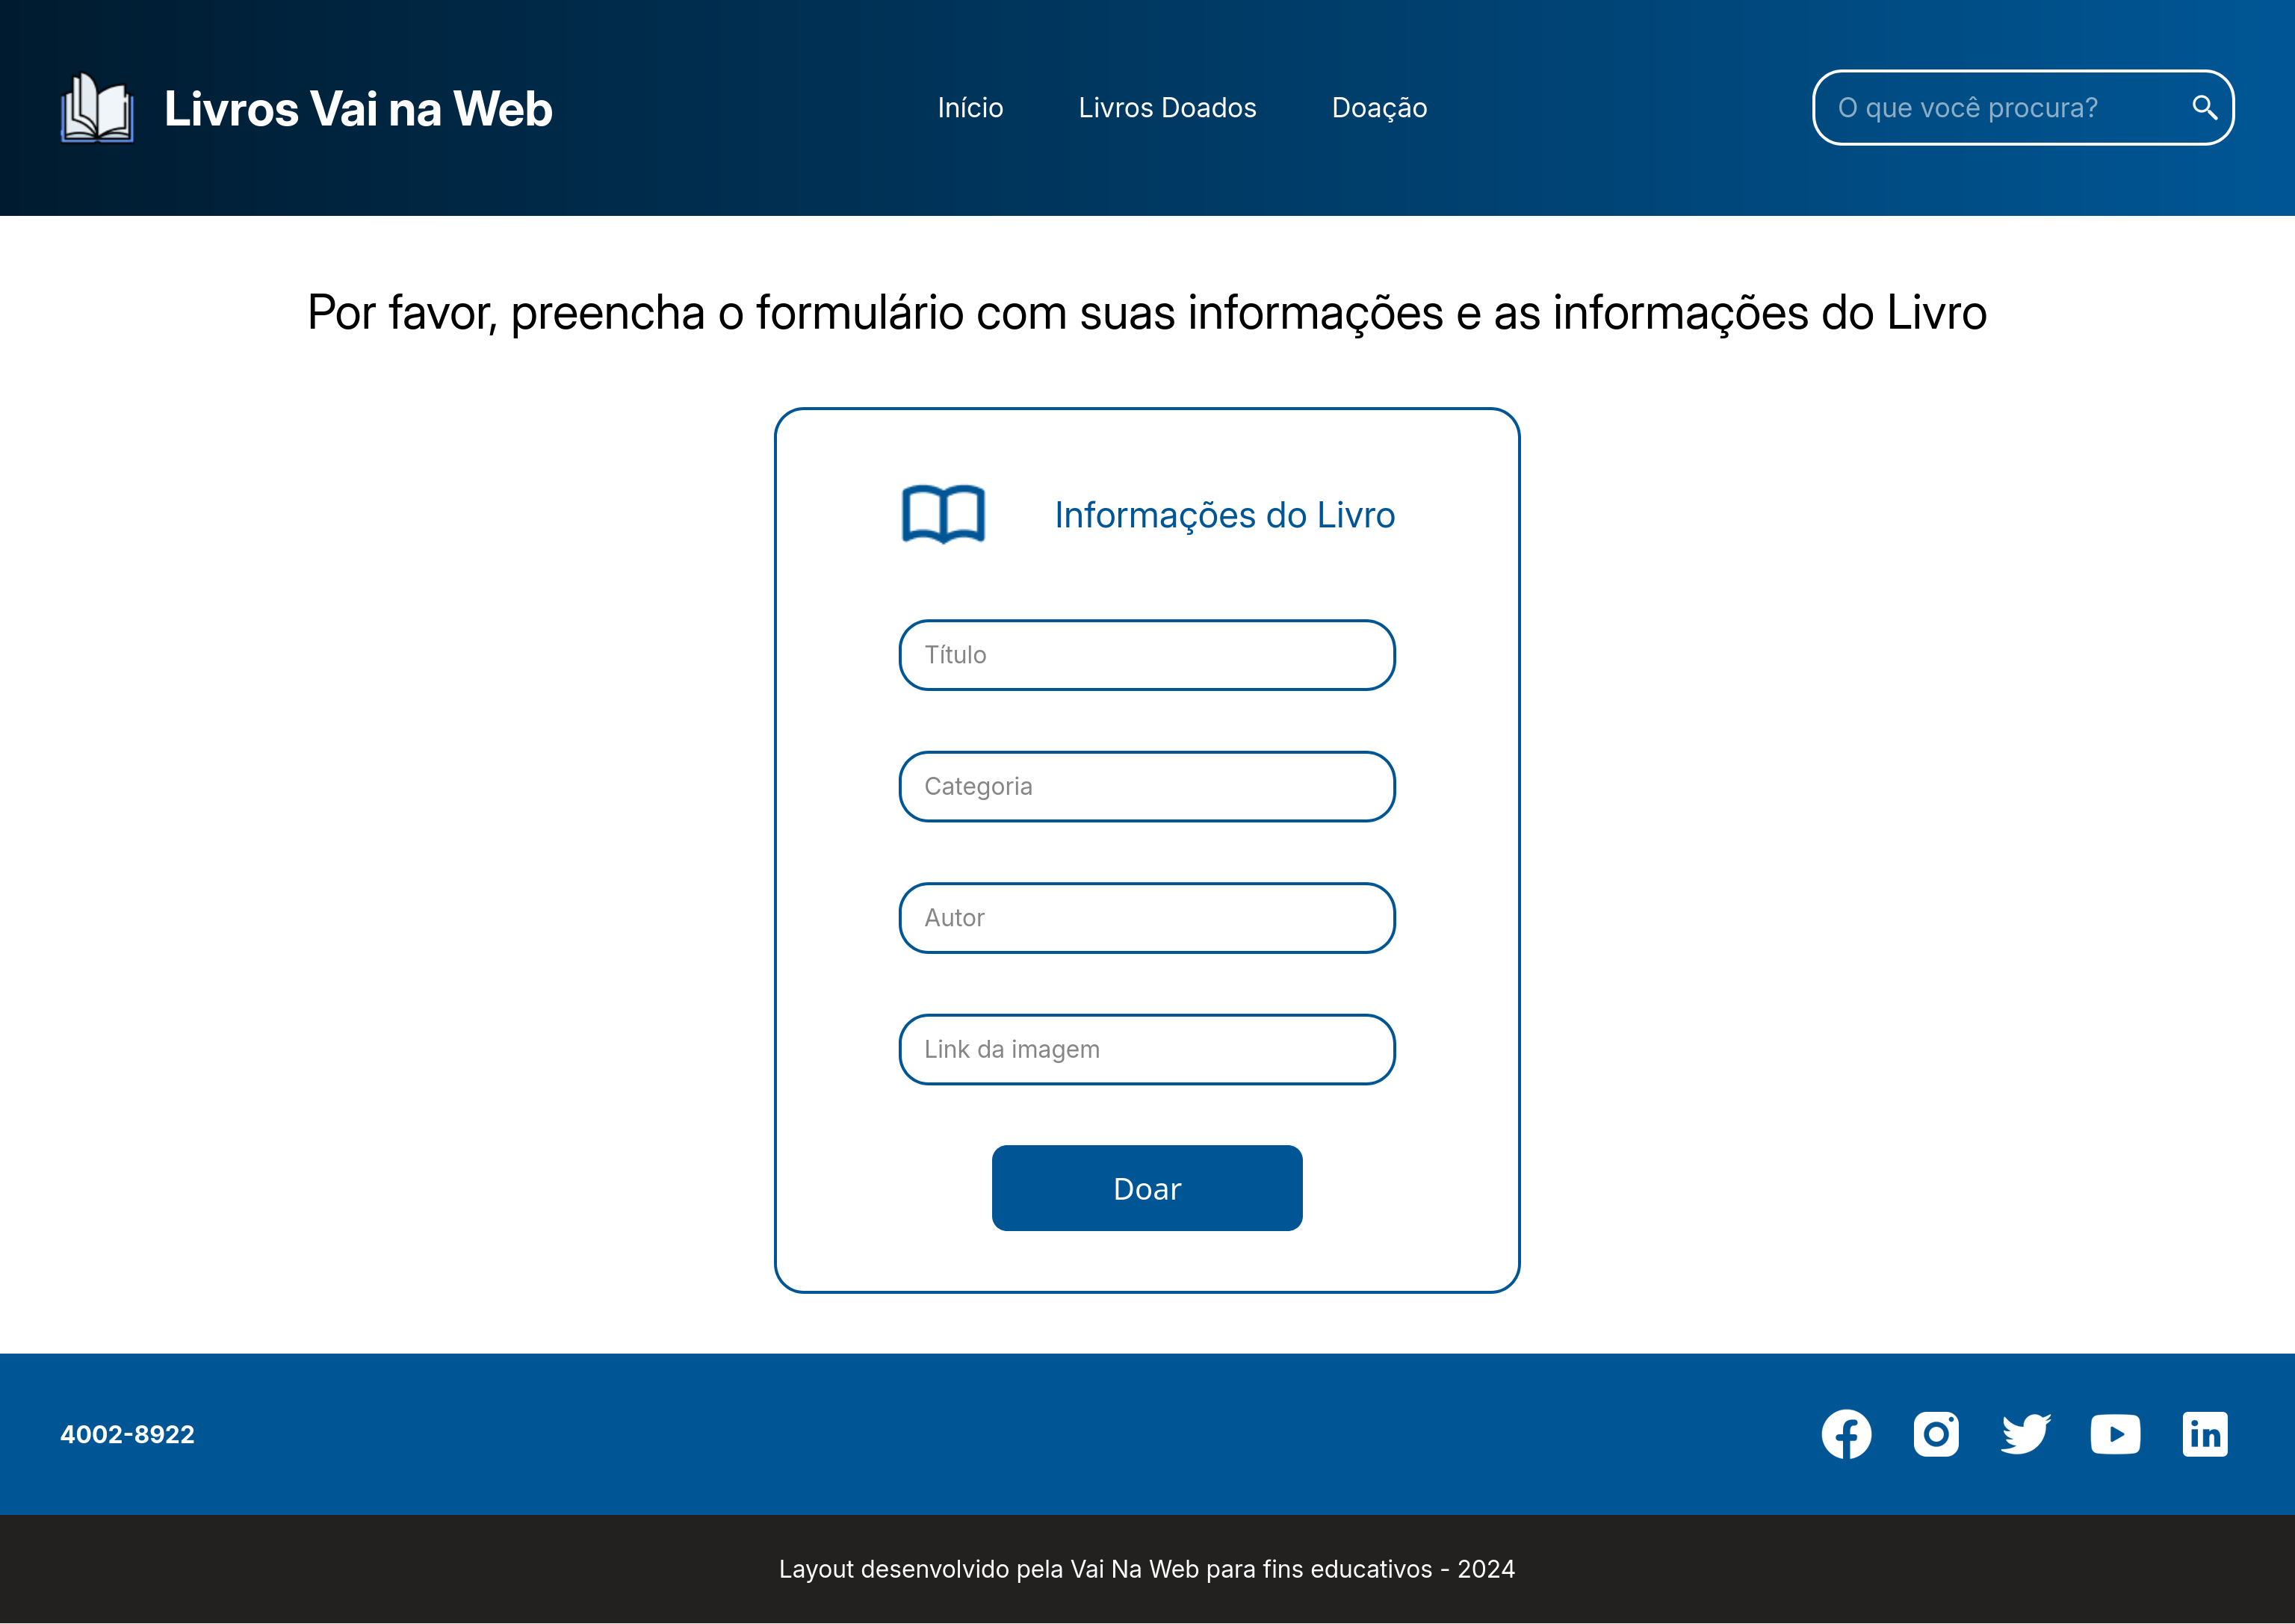 Livros Vai na Web
Início
Livros Doados
Doação
O que você procura?
Por favor, preencha o formulário com suas informações e as informações do Livro
Informações do Livro
Título
Categoria
Autor
Link da imagem
Doar
4002-8922
Layout desenvolvido pela Vai Na Web para fins educativos - 2024